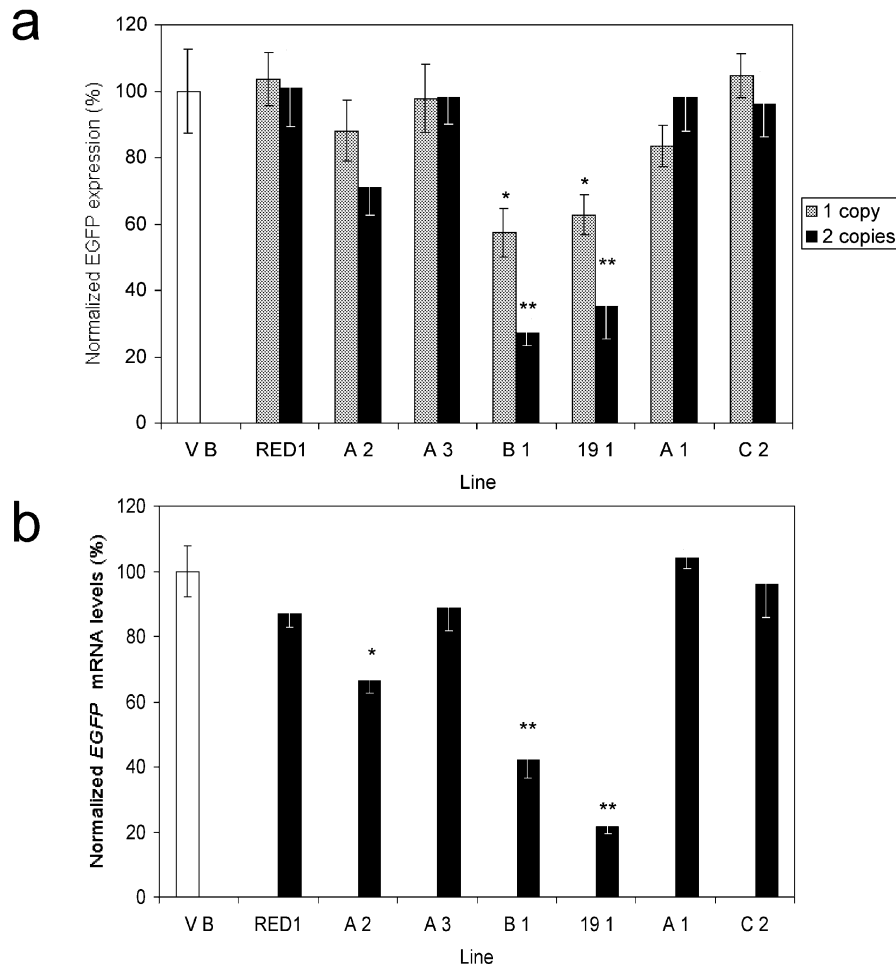 a
Normalized EGFP expression (%)
120
100
80
60
40
20
0
*
**
*
**
V B RED1 A 2 A 3 B 1 19 1 A 1 C 2
Line
1 copy
2 copies
b
Normalized EGFP mRNA levels (%)
120
100
80
60
40
20
0
*
**
**
V B RED1 A 2 A 3 B 1 19 1 A 1 C 2
Line